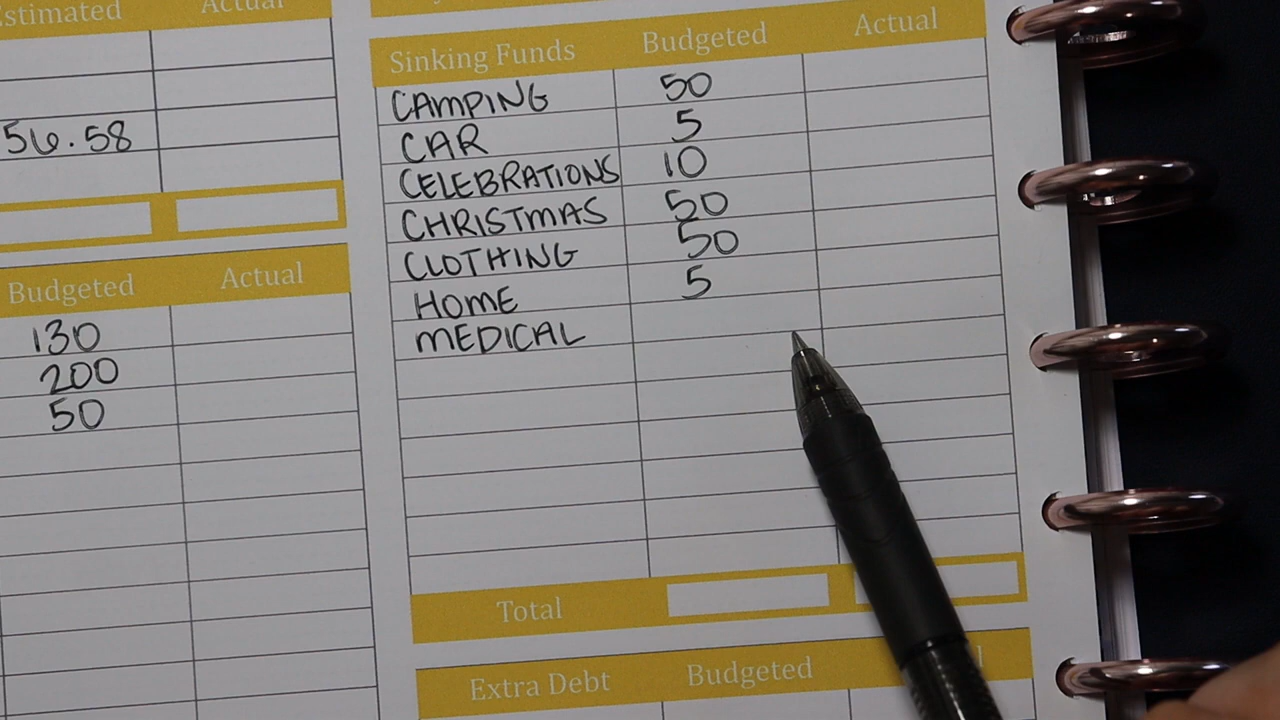 Estimated Actual
56.58
Budgeted Actual
130
200
50
Sinking Funds Budgeted Actual
CAMPING 50
CAR 5
CELEBRATIONS 10
CHRISTMAS 50
CLOTHING 50
HOME 5
MEDICAL
Total
Extra Debt Budgeted